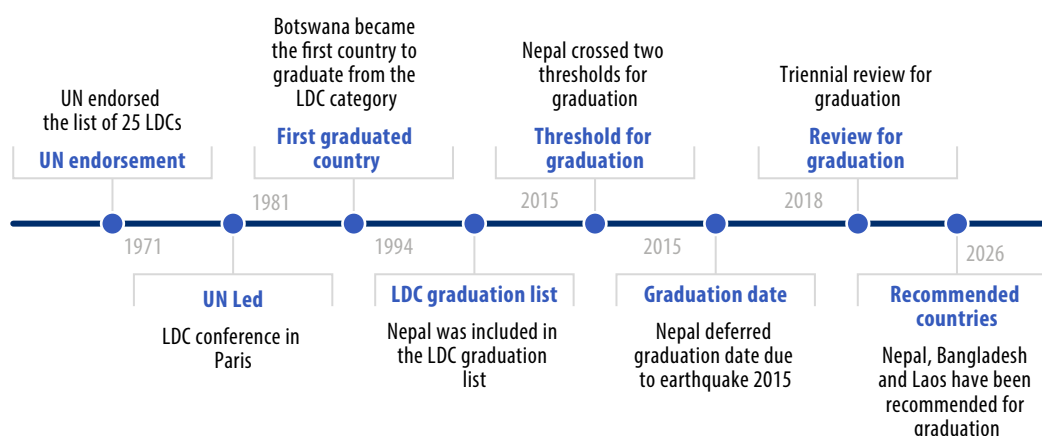 UN endorsed
the list of 25 LDCs
UN endorsement
1971
1981
UN Led
LDC conference in
Paris
Botswana became
the first country to
graduate from the
LDC category
First graduated
country
1994
LDC graduation list
Nepal was included in
the LDC graduation
list
Nepal crossed two
thresholds for
graduation
Threshold for
graduation
2015
2015
Graduation date
Nepal deferred
graduation date due
to earthquake 2015
Triennial review for
graduation
Review for
graduation
2018
2026
Recommended
countries
Nepal, Bangladesh
and Laos have been
recommended for
graduation